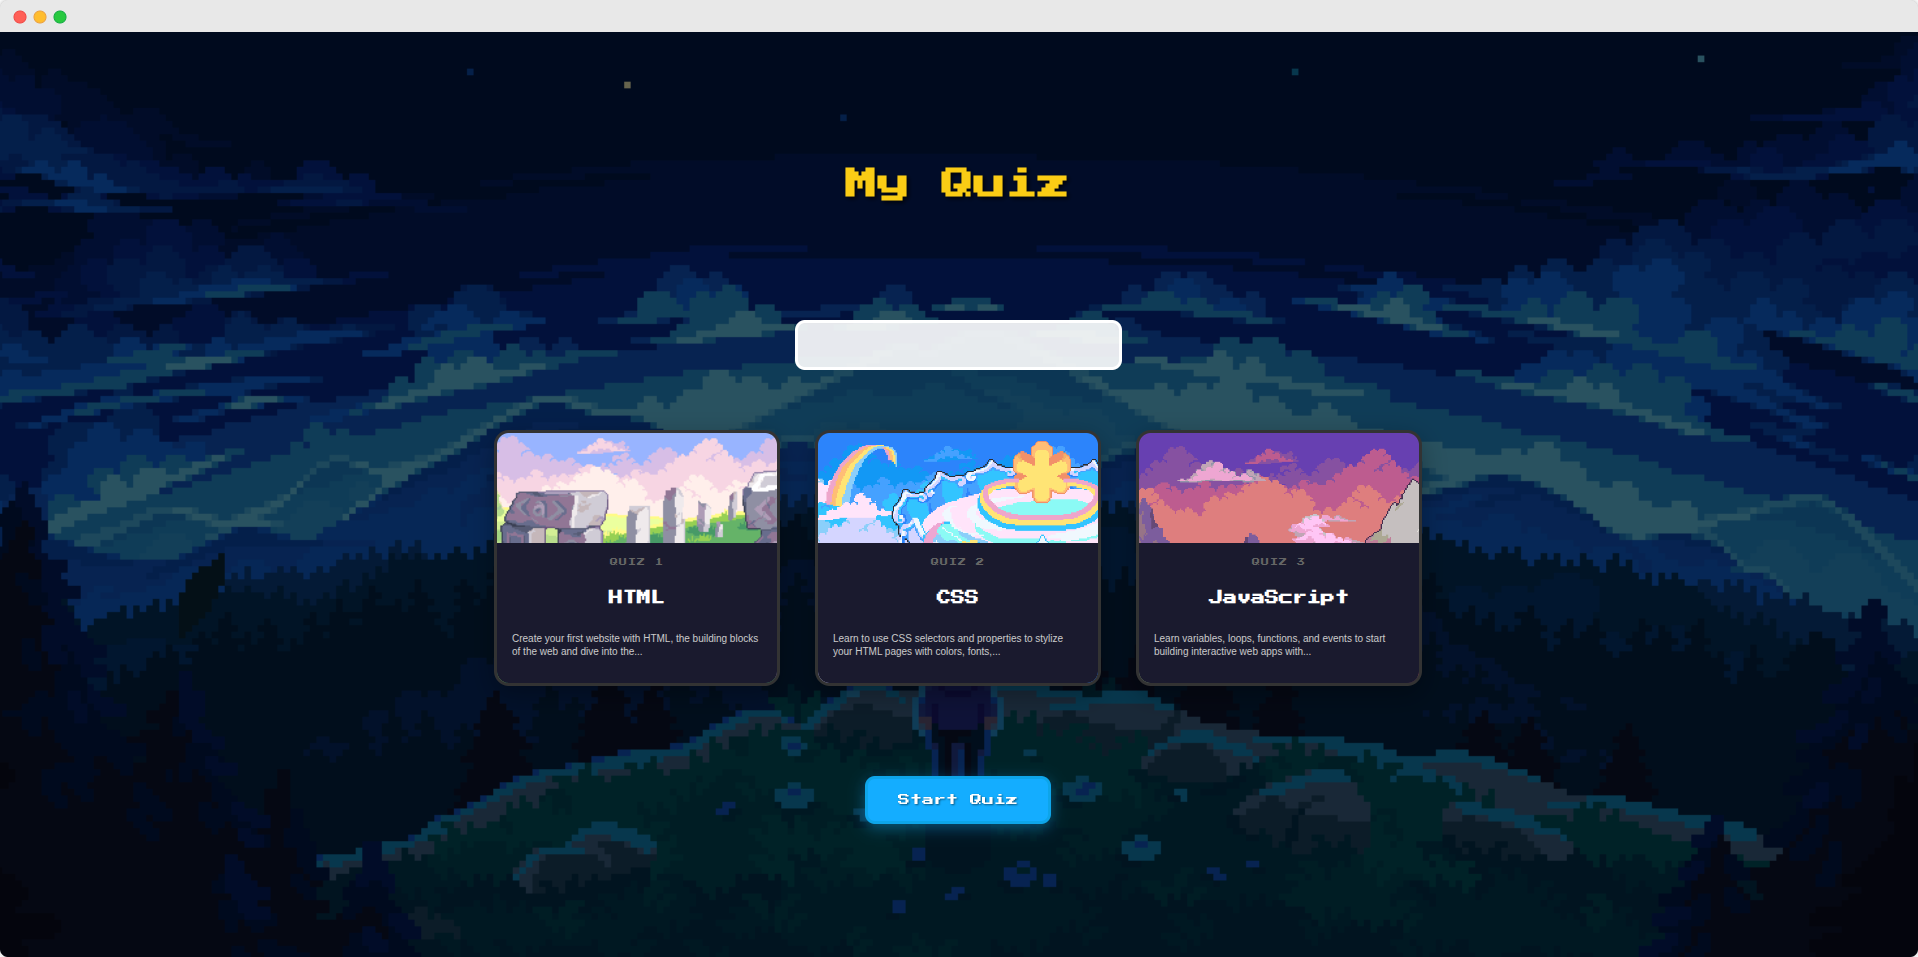 My Quiz
QUIZ 1
HTML
Create your first website with HTML, the building blocks
of the web and dive into the...
QUIZ 2
CSS
Learn to use CSS selectors and properties to stylize
your HTML pages with colors, fonts,...
QUIZ 3
JavaScript
Learn variables, loops, functions, and events to start
building interactive web apps with...
Start Quiz